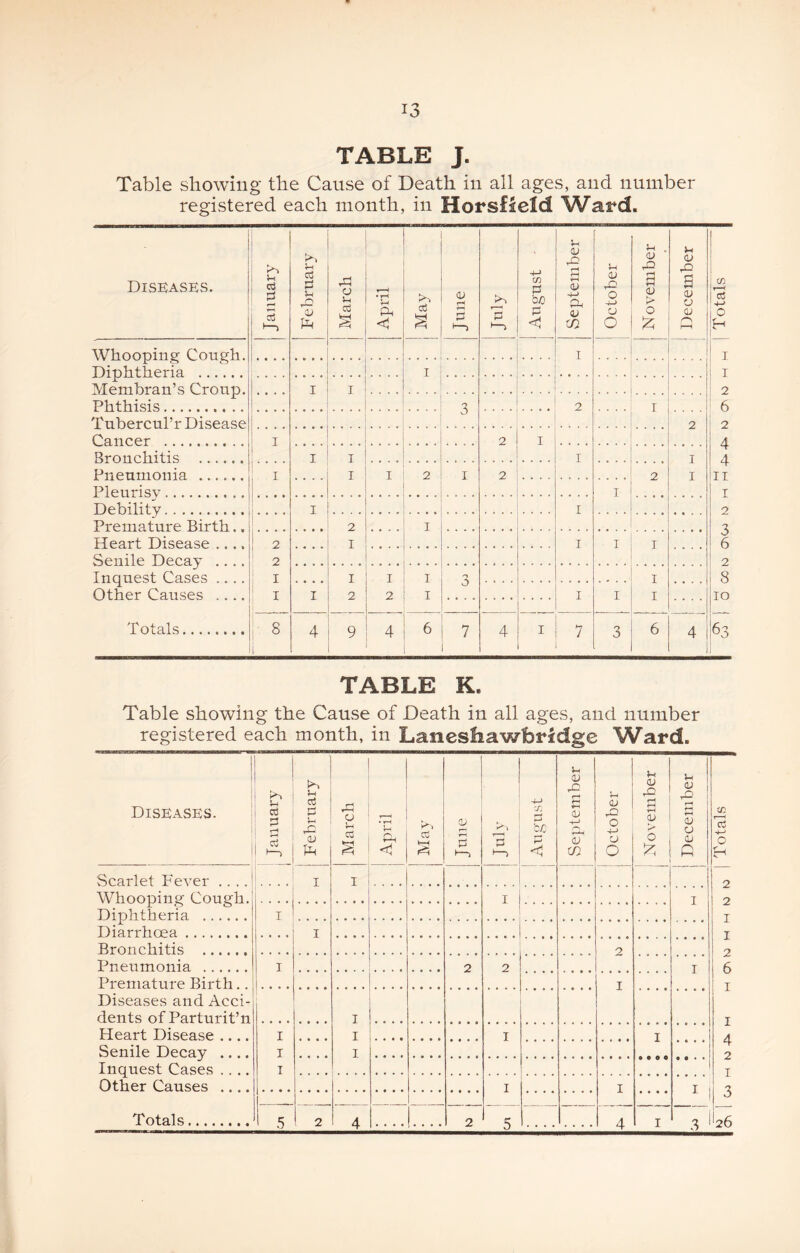 13
TABLE J.
Table showing the Cause of Death in all ages, and number
registered each month, in Horsfield Ward.
Diseases. January February March April May June July August September October November December Totals
Whooping Cough. .... .... .... .... .... .... .... .... 1 .... .... .... 1
Diphtheria ...... .... .... .... .... 1 .... .... .... .... .... .... .... 1
Membran's Croup. .... 1 1 .... .... .... .... .... .... .... .... .... 2
Phthisis.......... .... .... .... .... .... 3 .... .... 2 .... 1 .... 6
Tubercul'r Disease .... .... .... .... .... .... .... .... .... .... .... 2 2
Cancer .......... 1 .... .... .... .... .... 2 1 .... .... .... .... 4
Bronchitis ...... .... 1 1 .... .... .... .... .... 1 .... .... 1 4
Pneumonia ...... 1 .... 1 1 2 1 2 .... .... .... 2 1 11
Pleurisy.......... .... .... .... .... .... .... .... .... .... 1 .... .... 1
Debility.......... .... 1 .... .... .... .... .... .... 1 .... .... .... 2
Premature Birth.. .... .... 2 .... 1 .... .... .... .... .... .... .... 3
Heart Disease .... 2 .... 1 .... .... .... .... .... 1 1 1 .... 6
Senile Decay .... 2 .... .... .... .... .... .... .... .... .... .... .... 2
Inquest Cases .... 1 .... 1 1 1 3 .... .... .... .... 1 .... 8
Other Causes .... 1 1 2 2 1 .... .... .... 1 1 1 .... 10
Totals........ 8 4 9 4 6 7 4 1 7 3 6 4 63
TABLE K.
Table showing the Cause of Death in all ages, and number
registered each month, in Laneshawbridge Ward.
Diseases. January February March April May June July August September October November December Totals
Scarlet Fever .... .... 1 1 .... .... .... .... .... .... .... .... .... 2
Whooping Cough. .... .... .... .... .... .... 1 .... .... .... .... 1 2
Diphtheria ...... 1 .... .... .... .... .... .... .... .... .... .... .... 1
Diarrhœa ........ .... 1 .... .... .... .... .... .... .... .... .... .... 1
Bronchitis ...... .... .... .... .... .... .... .... .... .... 2 .... .... 2
Pneumonia ...... 1 .... .... .... .... 2 2 .... .... .... .... 1 6
Premature Birth.. .... .... .... .... .... .... .... .... .... 1 .... .... 1
Diseases and Acci-
dents of Parturit'n .... .... 1 .... .... .... .... .... .... .... .... .... 1
Heart Disease .... 1 .... 1 .... .... .... 1 .... .... .... 1 .... 4
Senile Decay .... 1 .... 1 .... .... .... .... .... .... .... .... .... 2
Inquest Cases .... 1 .... .... .... .... .... .... .... .... .... .... .... 1
Other Causes .... .... .... .... .... .... .... 1 .... .... 1 .... 1 3
Totals........ 5 2 4 .... .... 2 5 .... .... 4 1 3 26